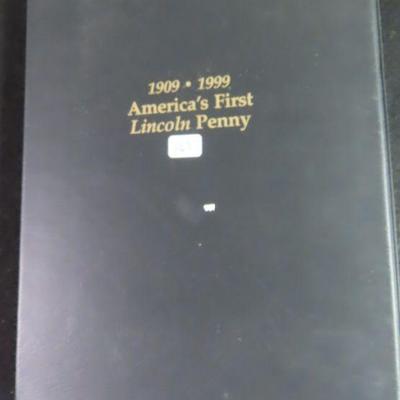 1909 • 1999
America's First
Lincoln Penny